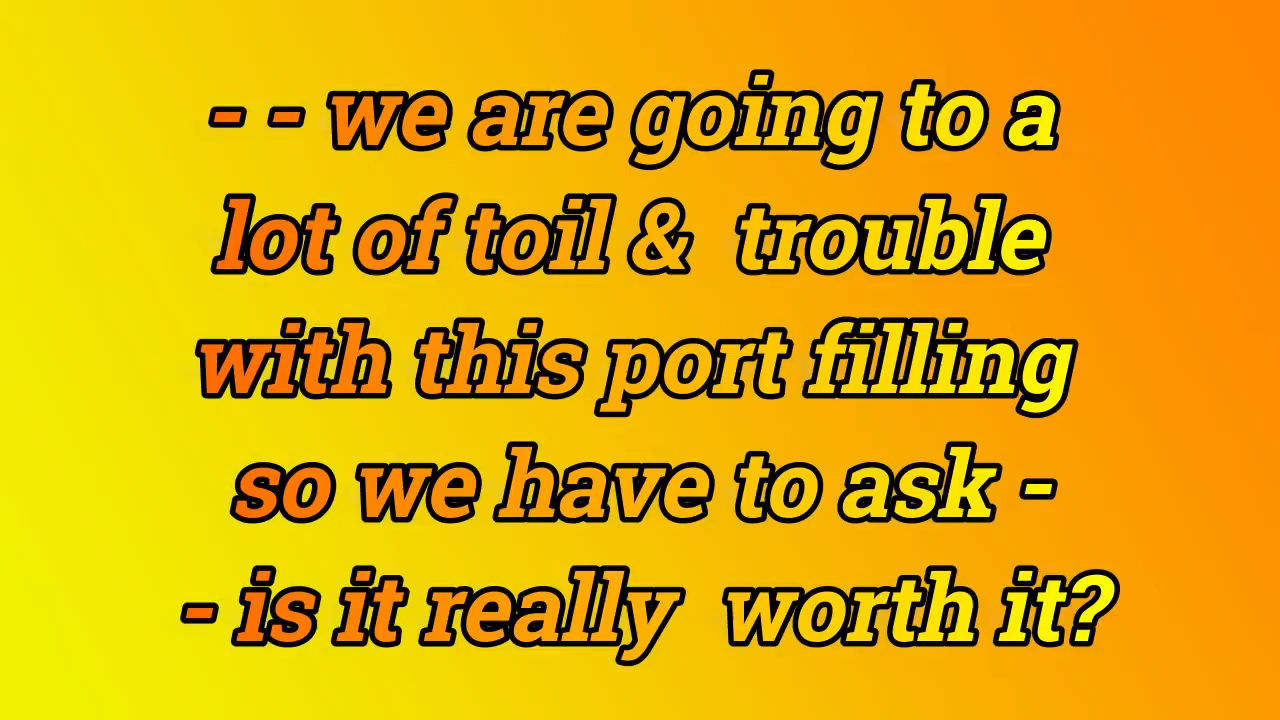 - - we are going to a
lot of toil & trouble
with this port filling
so we have to ask -
- is it really worth it?